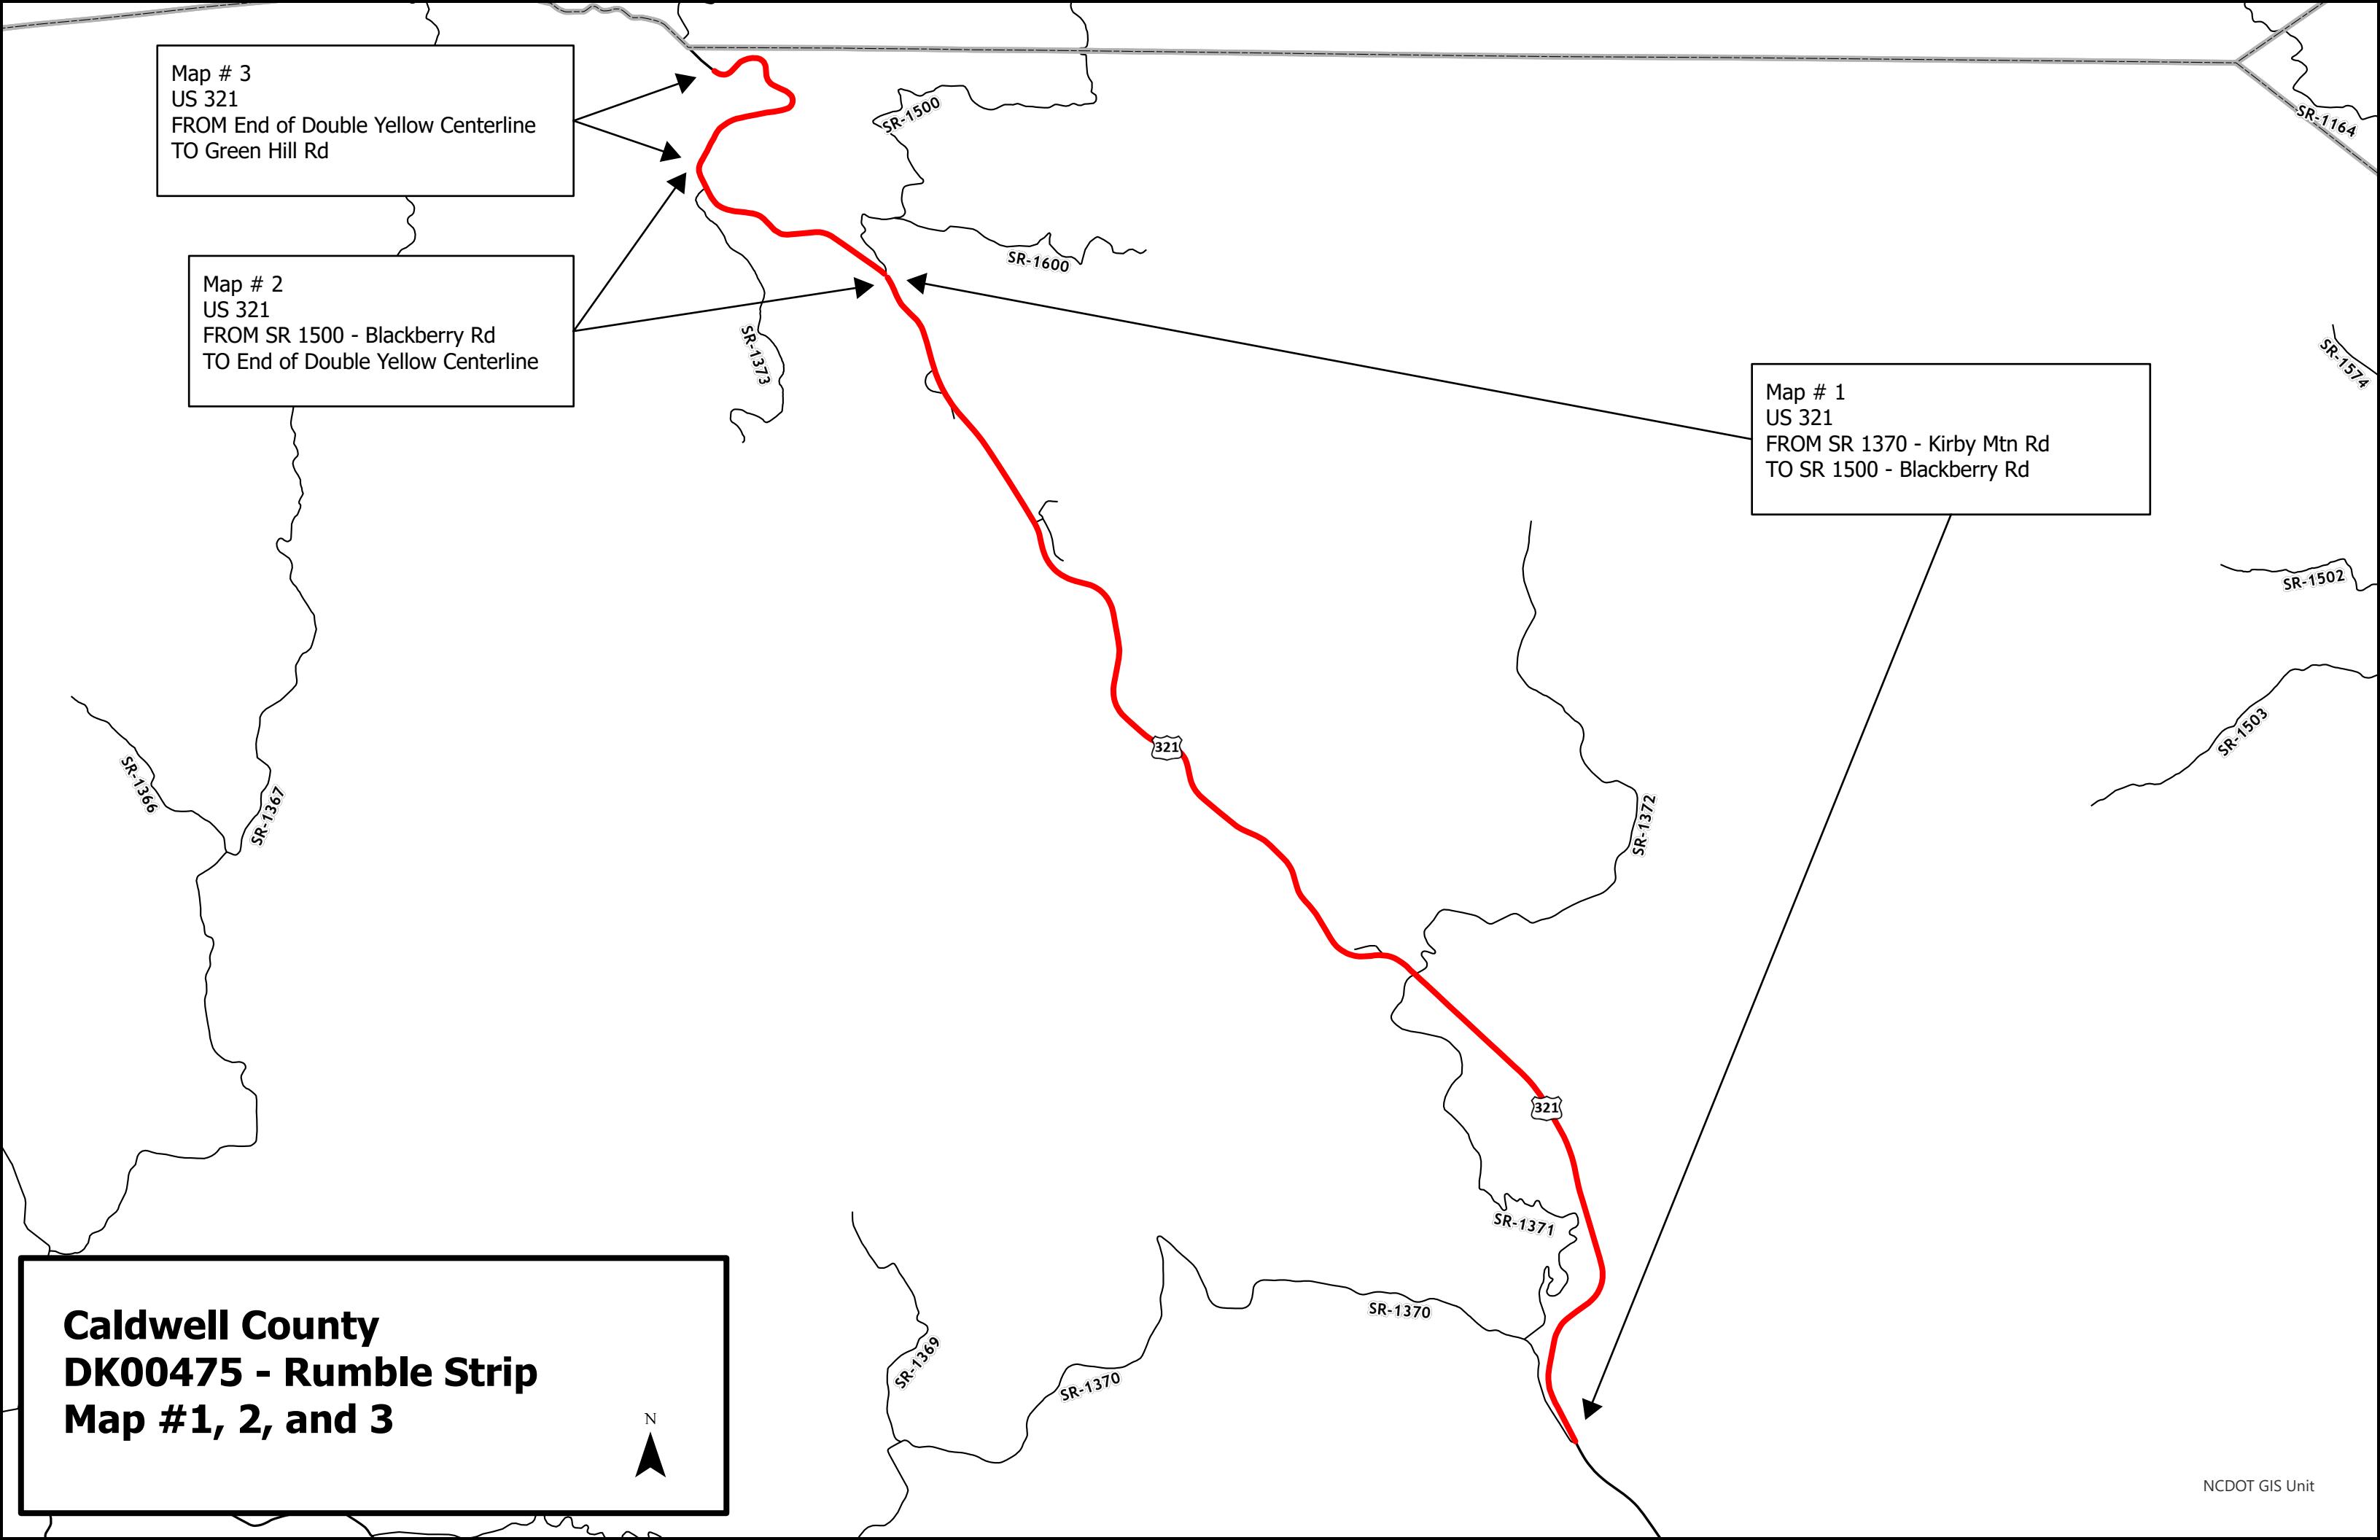 Map # 3
US 321
FROM End of Double Yellow Centerline
TO Green Hill Rd
SR-1500
SR-1164
Map # 2
US 321
FROM SR 1500 - Blackberry Rd
TO End of Double Yellow Centerline
SR-1600
SR-1373
SR-1574
Map # 1
US 321
FROM SR 1370 - Kirby Mtn Rd
TO SR 1500 - Blackberry Rd
SR-1502
SR-1503
321
SR-1366
SR-1367
SR-1372
321
SR-1371
SR-1370
SR-1369
SR-1370
Caldwell County
DK00475 - Rumble Strip
Map #1, 2, and 3
N
NCDOT GIS Unit